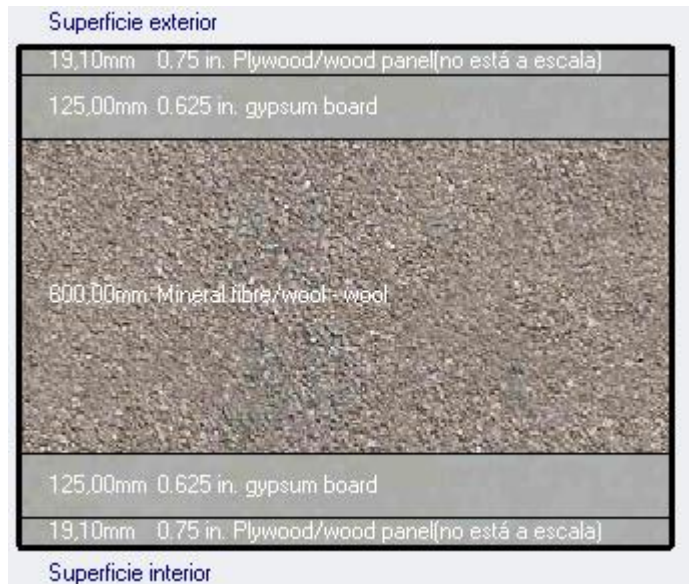 Superficie exterior
19,10mm 0.75 in. Plywood/wood panel(no está a escala)
125,00mm 0.625 in. gypsum board
600,00mm Mineral fibre/wool - wool
125,00mm 0.625 in. gypsum board
19,10mm 0.75 in. Plywood/wood panel(no está a escala)
Superficie interior